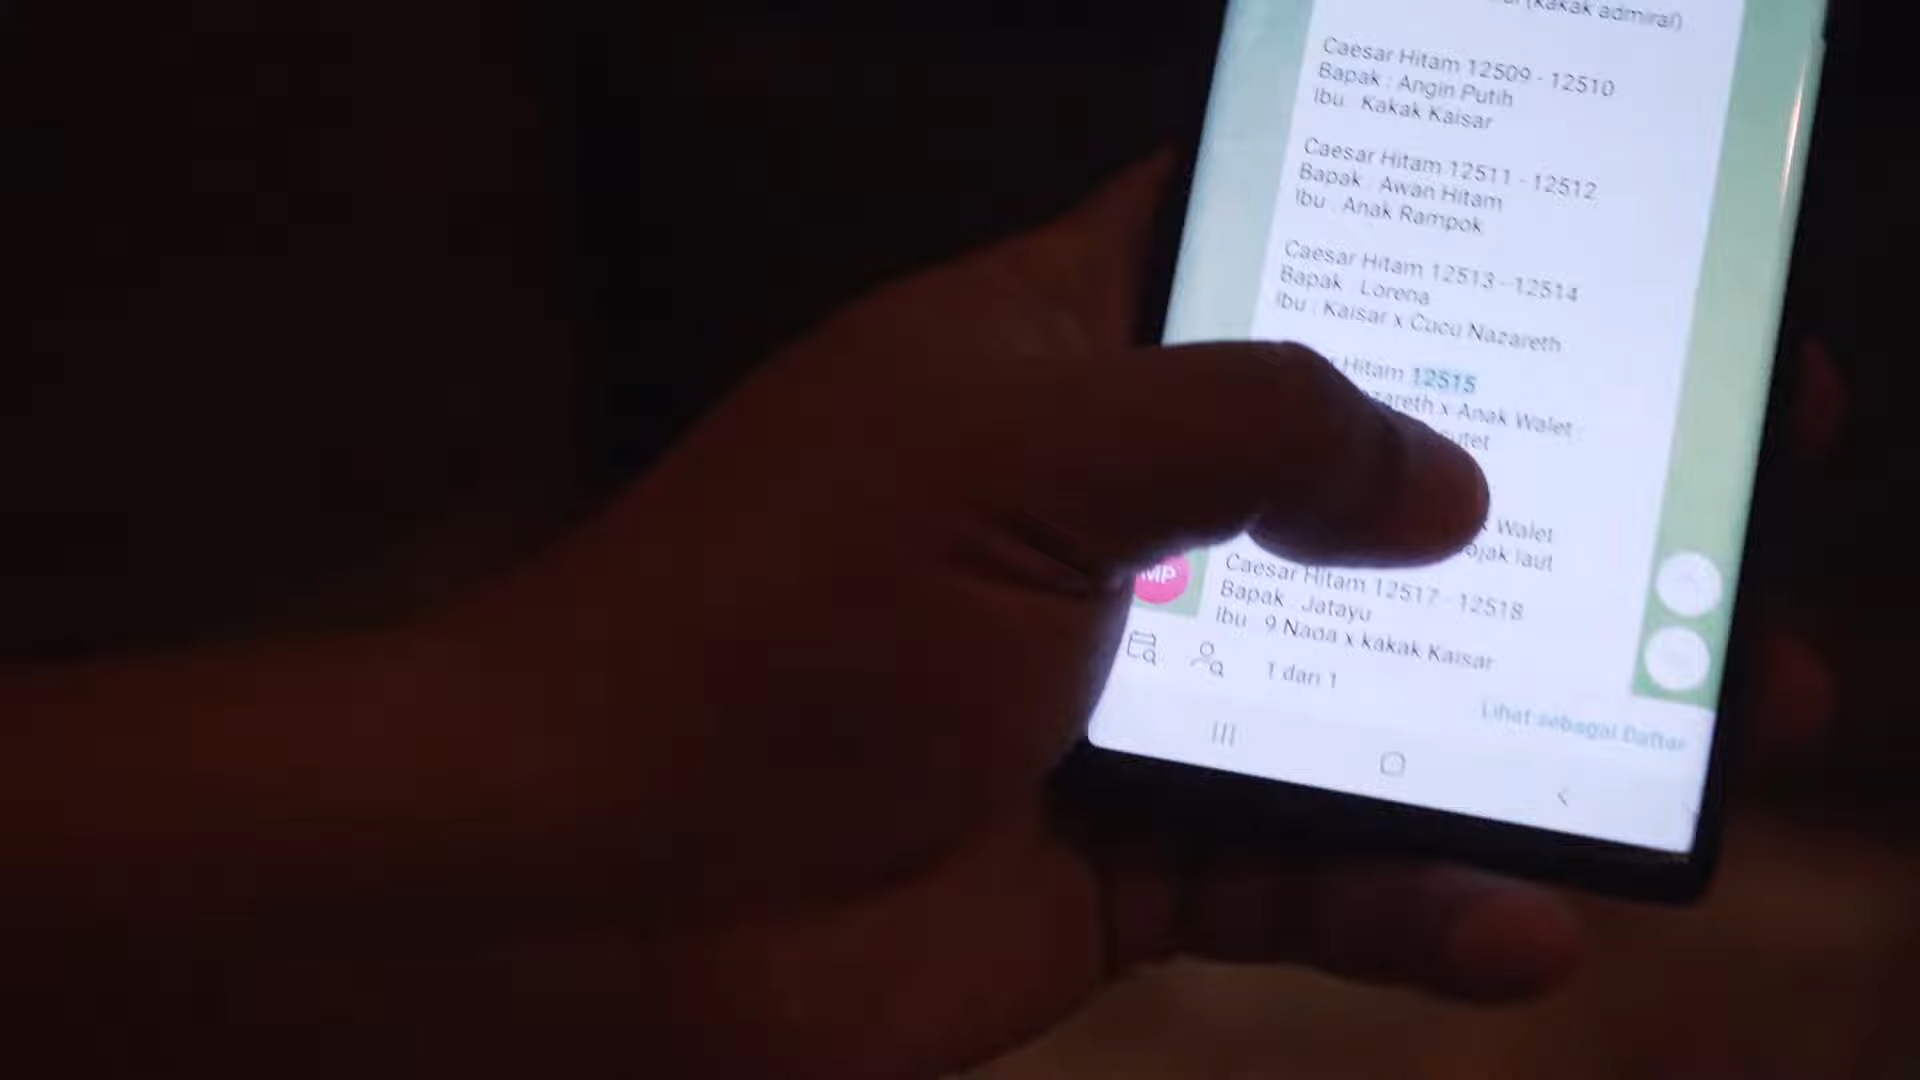 (kakak admiral)
Caesar Hitam 12509 - 12510
Bapak : Angin Putih
Ibu : Kakak Kaisar
Caesar Hitam 12511 - 12512
Bapak : Awan Hitam
Ibu : Anak Rampok
Caesar Hitam 12513 - 12514
Bapak : Lorena
Ibu : Kaisar x Cucu Nazareth
Hitam 12515
x Anak Walet
Walet
laut
MP
Caesar Hitam 12517 - 12518
Bapak : Jatayu
Ibu : 9 Naga x kakak Kaisar
1 dari 1
Lihat sebagai Daftar